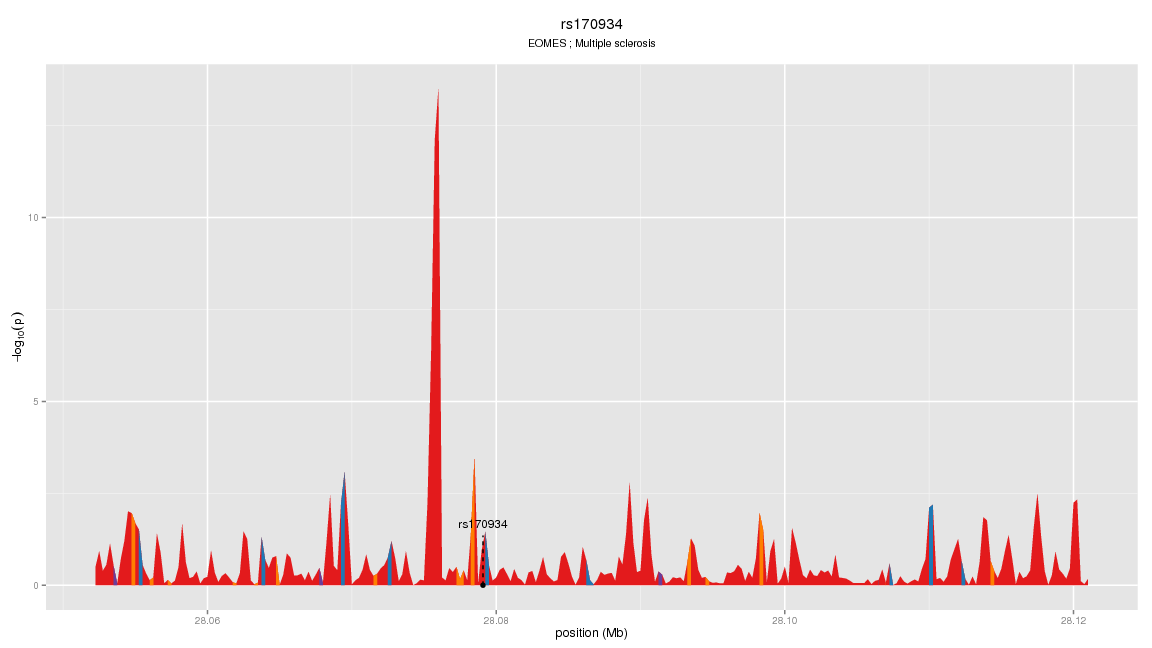 rs170934
EOMES ; Multiple sclerosis
−log10(p)
10
5
rs170934
0
28.06 28.08 28.10 28.12
position (Mb)